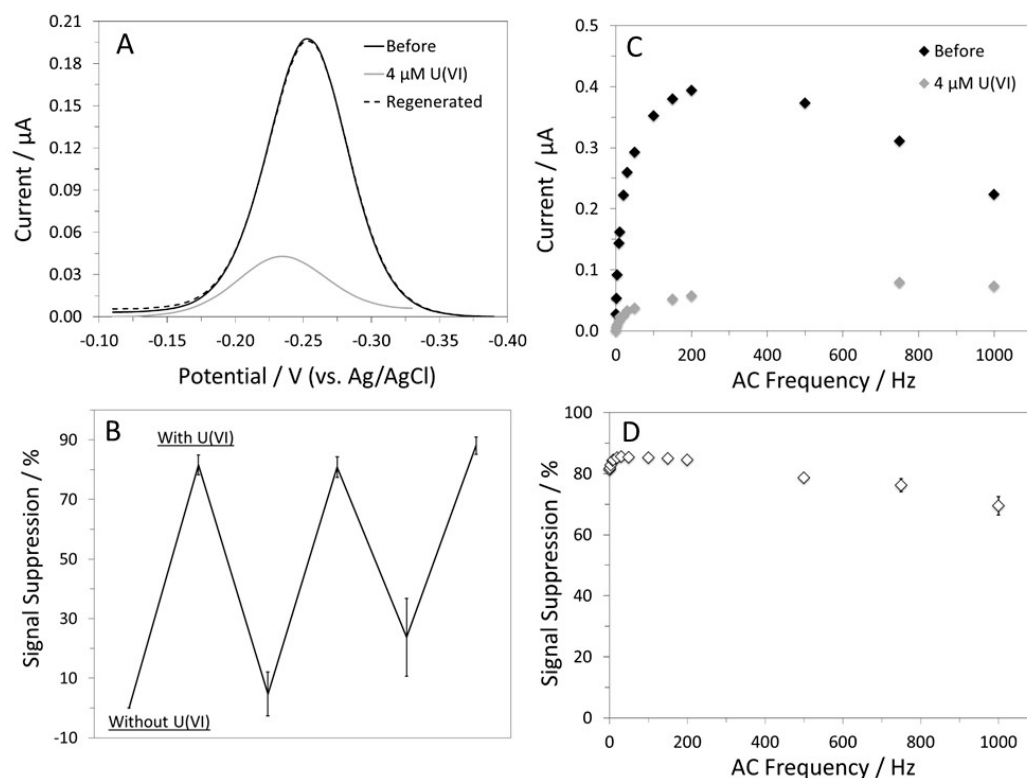 A
Before
4 µM U(VI)
Regenerated
Current / µA
0.21
0.18
0.15
0.12
0.09
0.06
0.03
0.00
-0.10
-0.15
-0.20
-0.25
-0.30
-0.35
-0.40
Potential / V (vs. Ag/AgCl)
C
Before
4 µM U(VI)
Current / µA
0.5
0.4
0.3
0.2
0.1
0.0
0
200
400
600
800
1000
AC Frequency / Hz
B
With U(VI)
Without U(VI)
Signal Suppression / %
90
70
50
30
10
-10
D
Signal Suppression / %
100
80
60
40
20
0
0
200
400
600
800
1000
AC Frequency / Hz